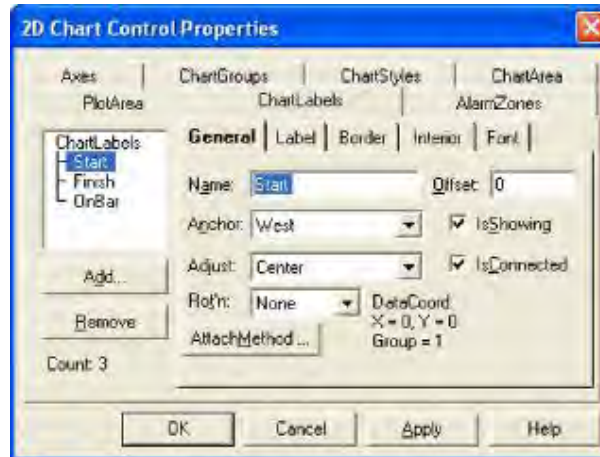 2D Chart Control Properties
Axes ChartGroups ChartStyles ChartArea
PlotArea ChartLabels AlarmZones
ChartLabels
Start
Finish
OnBar
General Label Border Interior Font
Name: Start Offset: 0
Anchor: West IsShowing
Adjust: Center IsConnected
Rot'n: None DataCoord
X = 0, Y = 0
Group = 1
AttachMethod ...
Add...
Remove
Count: 3
OK Cancel Apply Help